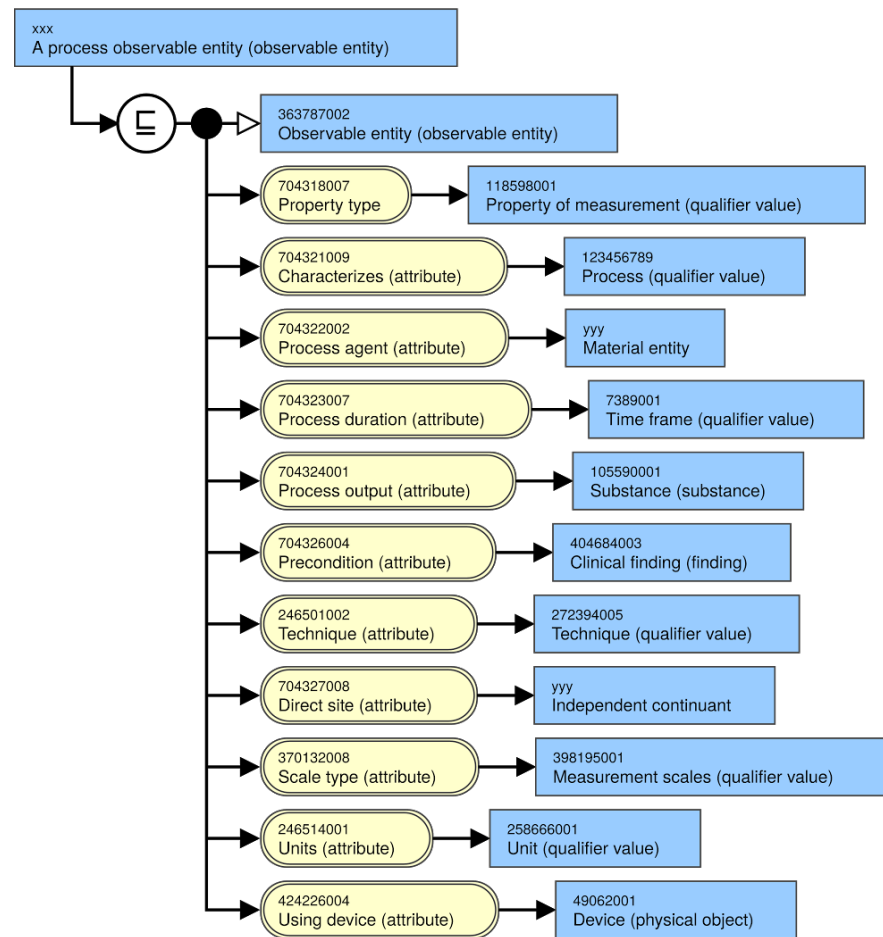 xxx
A process observable entity (observable entity)
⊑
363787002
Observable entity (observable entity)
704318007
Property type
118598001
Property of measurement (qualifier value)
704321009
Characterizes (attribute)
123456789
Process (qualifier value)
704322002
Process agent (attribute)
yyy
Material entity
704323007
Process duration (attribute)
7389001
Time frame (qualifier value)
704324001
Process output (attribute)
105590001
Substance (substance)
704326004
Precondition (attribute)
404684003
Clinical finding (finding)
246501002
Technique (attribute)
272394005
Technique (qualifier value)
704327008
Direct site (attribute)
yyy
Independent continuant
370132008
Scale type (attribute)
398195001
Measurement scales (qualifier value)
246514001
Units (attribute)
258666001
Unit (qualifier value)
424226004
Using device (attribute)
49062001
Device (physical object)